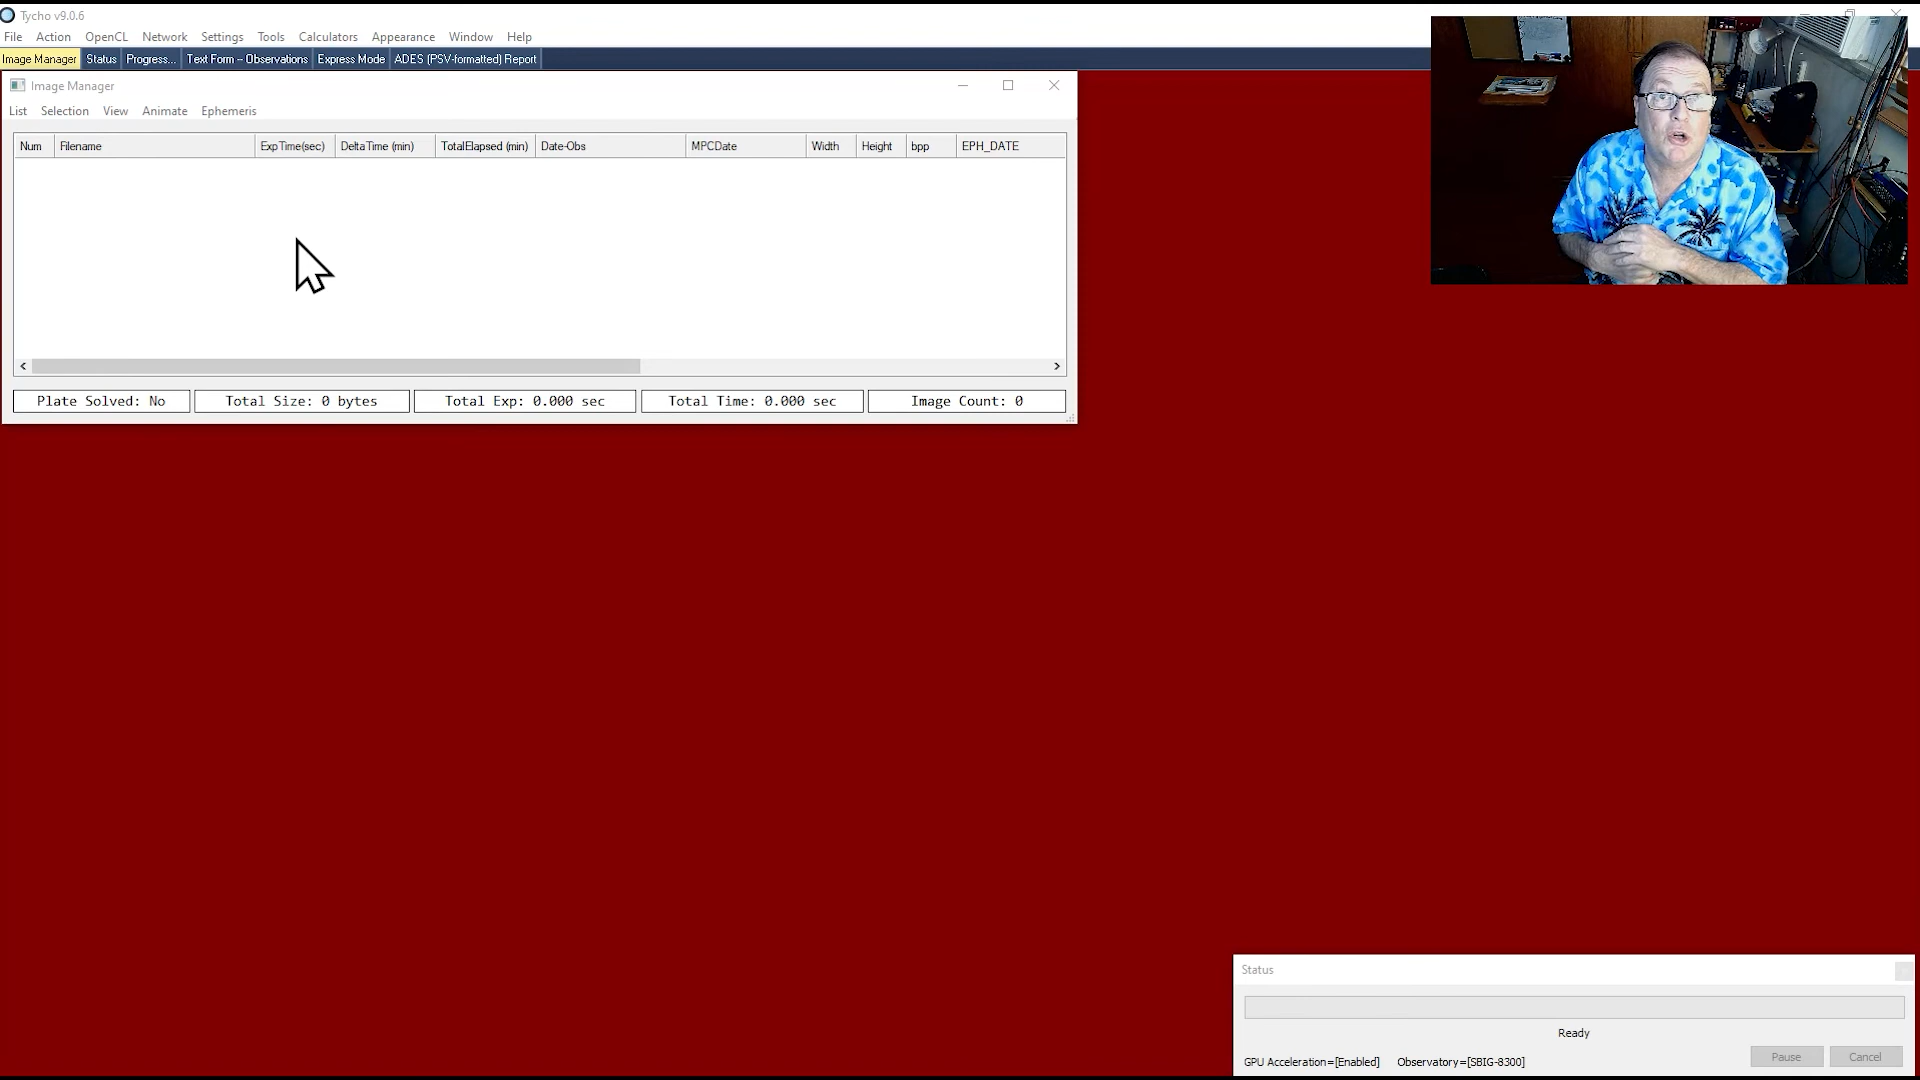 Tycho v9.0.6
File Action OpenCL Network Settings Tools Calculators Appearance Window Help
Image Manager Status Progress... Text Form -- Observations Express Mode ADES (PSV-formatted) Report
Image Manager
List Selection View Animate Ephemeris
Num Filename ExpTime(sec) DeltaTime (min) TotalElapsed (min) Date-Obs MPCDate Width Height bpp EPH_DATE
Plate Solved: No Total Size: 0 bytes Total Exp: 0.000 sec Total Time: 0.000 sec Image Count: 0
Status
Ready
GPU Acceleration=[Enabled] Observatory=[SBIG-8300] Pause Cancel